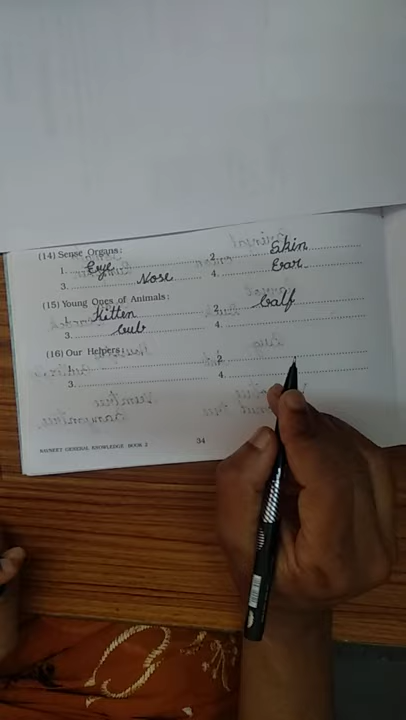 (14) Sense Organs:
1. Eye 2. Skin
3. Nose 4. Ear
(15) Young Ones of Animals:
1. Kitten 2. Calf
3. Cub 4.
(16) Our Helpers:
1. 2.
3. 4.
NAVNEET GENERAL KNOWLEDGE BOOK 2 34